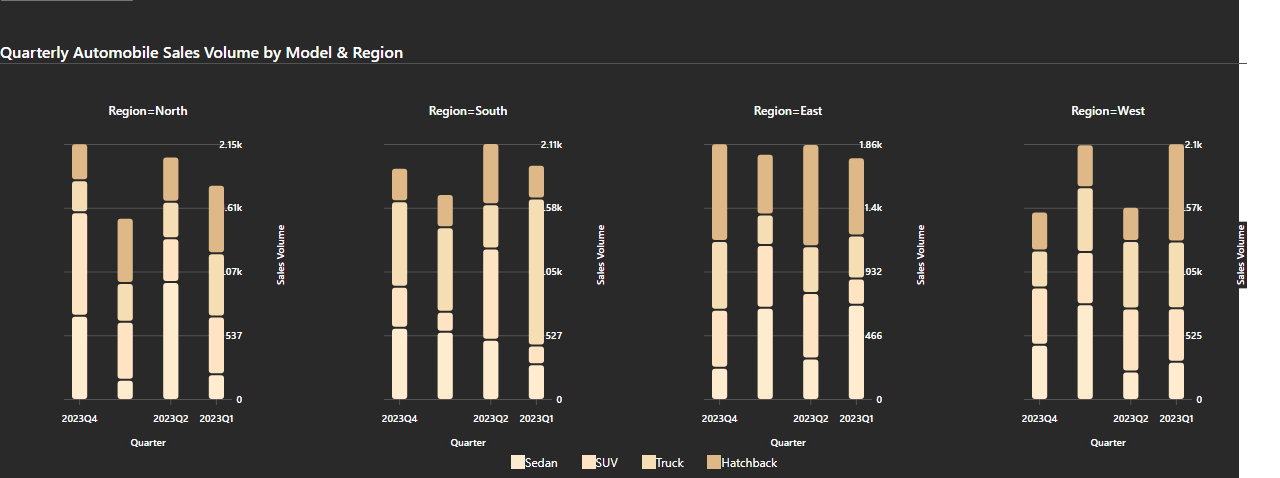 Quarterly Automobile Sales Volume by Model & Region
Region=North
2.15k
.61k
.07k
537
0
Sales Volume
2023Q4 2023Q2 2023Q1
Quarter
Region=South
2.11k
.58k
.05k
527
0
Sales Volume
2023Q4 2023Q2 2023Q1
Quarter
Region=East
1.86k
1.4k
932
466
0
Sales Volume
2023Q4 2023Q2 2023Q1
Quarter
Region=West
2.1k
.57k
.05k
525
0
Sales Volume
2023Q4 2023Q2 2023Q1
Quarter
Sedan SUV Truck Hatchback